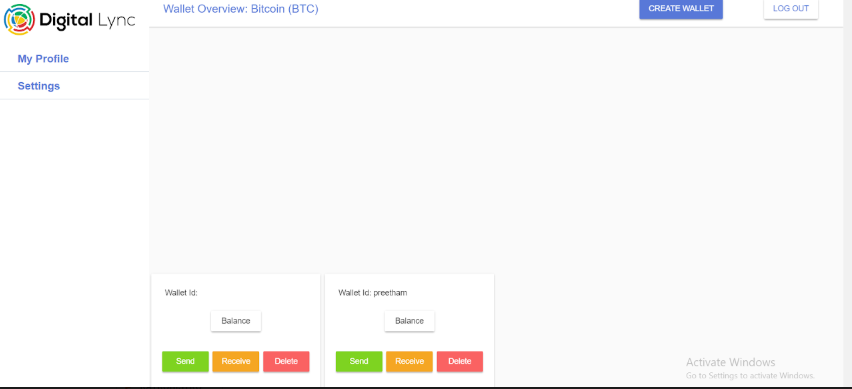 Digital Lync
Wallet Overview: Bitcoin (BTC)
CREATE WALLET
LOG OUT
My Profile
Settings
Wallet Id:
Balance
Send Receive Delete
Wallet Id: preetham
Balance
Send Receive Delete
Activate Windows
Go to Settings to activate Windows.